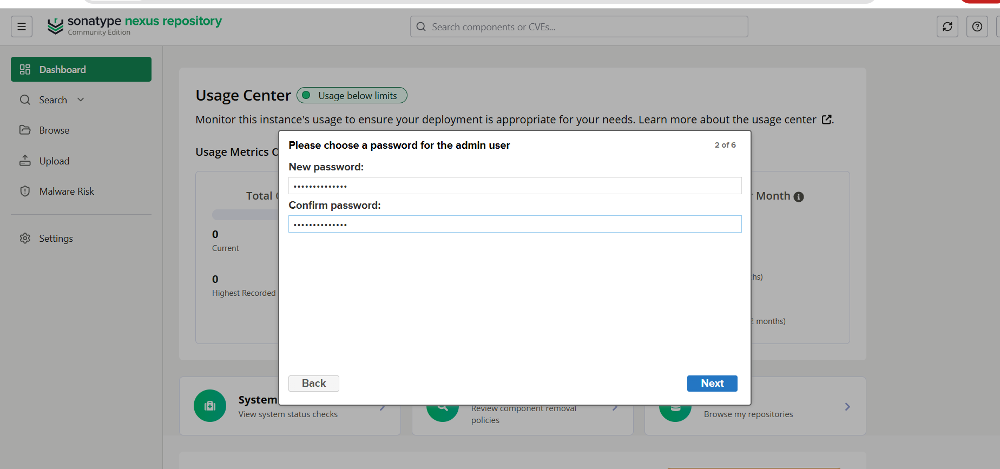 sonatype nexus repository
Community Edition
Search components or CVEs...
Dashboard
Search
Browse
Upload
Malware Risk
Settings
Usage Center
Usage below limits
Monitor this instance's usage to ensure your deployment is appropriate for your needs. Learn more about the usage center.
Usage Metrics
Total
Month
0
Current
0
Highest Recorded
months)
Please choose a password for the admin user
2 of 6
New password:
••••••••••••••
Confirm password:
••••••••••••••
Back
Next
System
View system status checks
Review component removal
policies
Browse my repositories